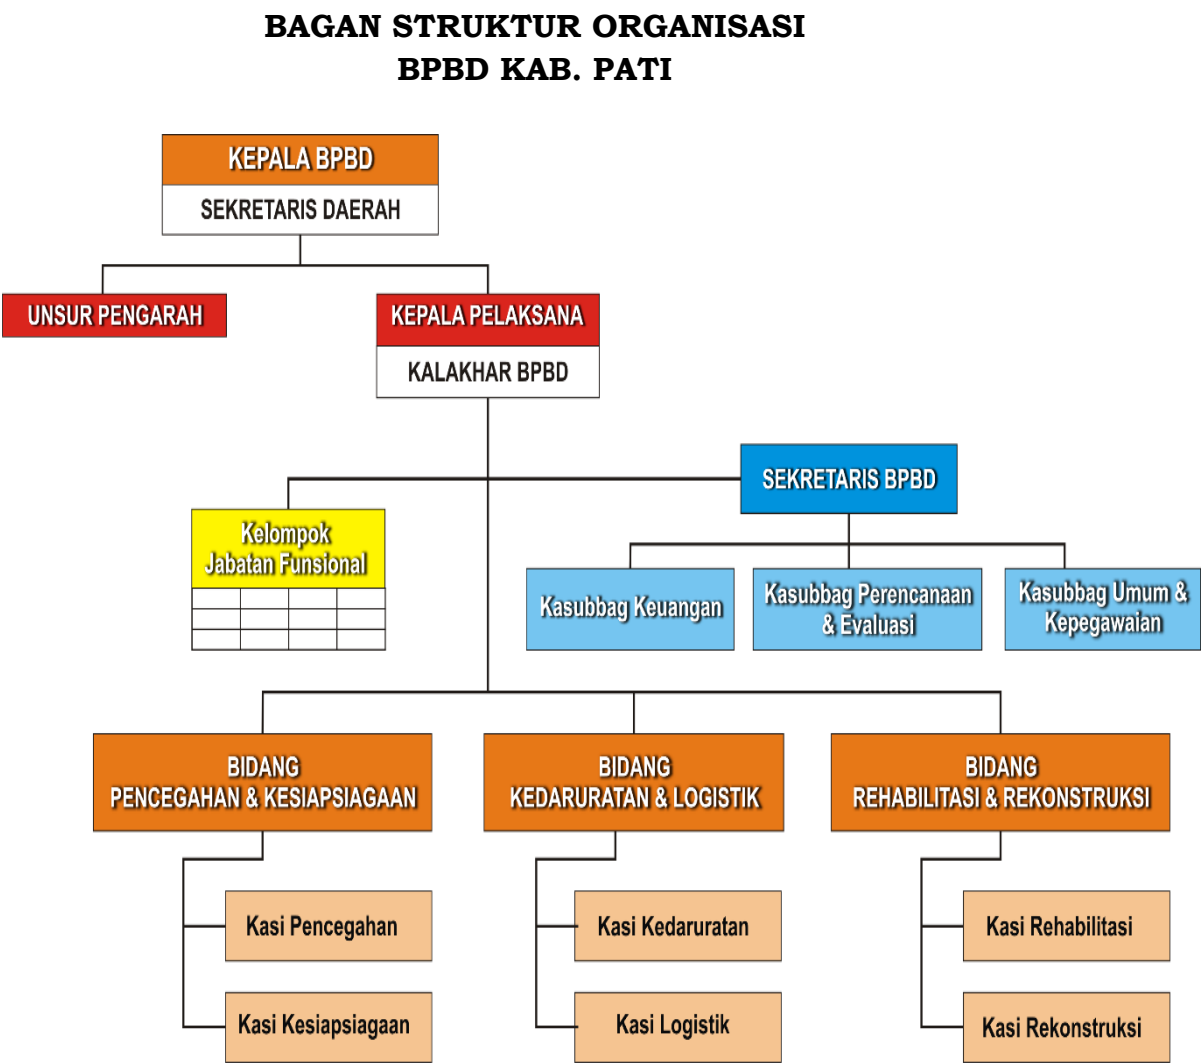 BAGAN STRUKTUR ORGANISASI
BPBD KAB. PATI
KEPALA BPBD
SEKRETARIS DAERAH
UNSUR PENGARAH
KEPALA PELAKSANA
KALAKHAR BPBD
SEKRETARIS BPBD
Kelompok
Jabatan Funsional
Kasubbag Keuangan
Kasubbag Perencanaan
& Evaluasi
Kasubbag Umum &
Kepegawaian
BIDANG
PENCEGAHAN & KESIAPSIAGAAN
BIDANG
KEDARURATAN & LOGISTIK
BIDANG
REHABILITASI & REKONSTRUKSI
Kasi Pencegahan
Kasi Kesiapsiagaan
Kasi Kedaruratan
Kasi Logistik
Kasi Rehabilitasi
Kasi Rekonstruksi